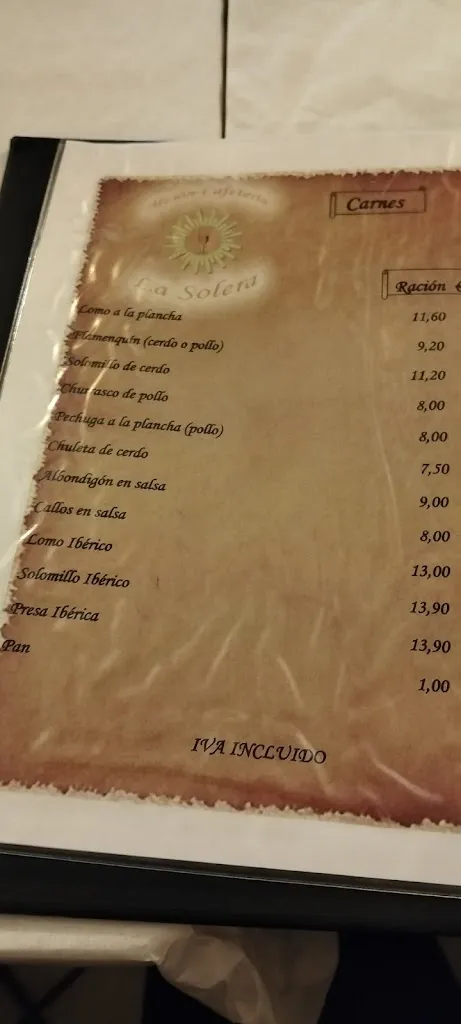 Mesón Cafetería
La Solera
Carnes
Ración €
Lomo a la plancha 11,60
Flamenquín (cerdo o pollo) 9,20
Solomillo de cerdo 11,20
Churrasco de pollo 8,00
Pechuga a la plancha (pollo) 8,00
Chuleta de cerdo 7,50
Albondigón en salsa 9,00
Callos en salsa 8,00
Lomo Ibérico 13,00
Solomillo Ibérico 13,90
Presa Ibérica 13,90
Pan 1,00
IVA INCLUIDO